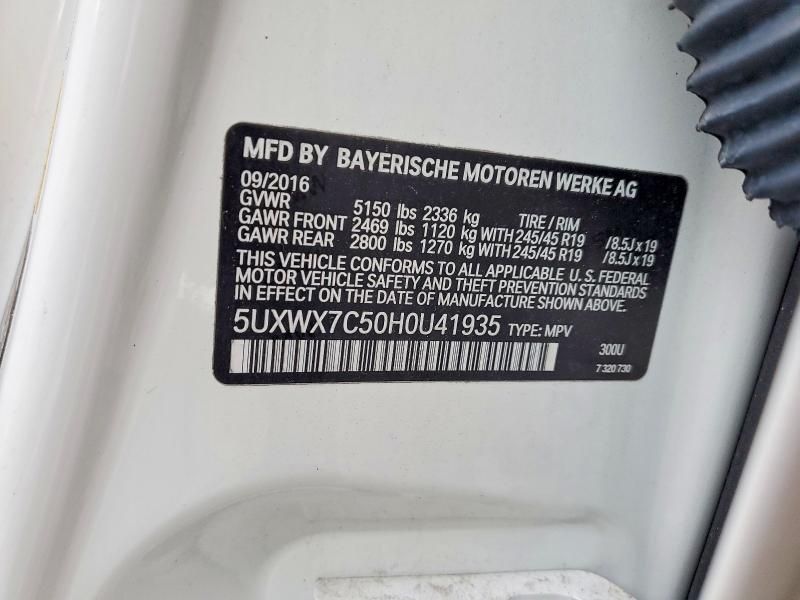 MFD BY BAYERISCHE MOTOREN WERKE AG
09/2016
GVWR 5150 lbs 2336 kg TIRE / RIM
GAWR FRONT 2469 lbs 1120 kg WITH 245/45 R19 / 8.5J x 19
GAWR REAR 2800 lbs 1270 kg WITH 245/45 R19 / 8.5J x 19
THIS VEHICLE CONFORMS TO ALL APPLICABLE U.S. FEDERAL
MOTOR VEHICLE SAFETY AND THEFT PREVENTION STANDARDS
IN EFFECT ON THE DATE OF MANUFACTURE SHOWN ABOVE.
5UXWX7C50H0U41935 TYPE: MPV
300U
7 320 730